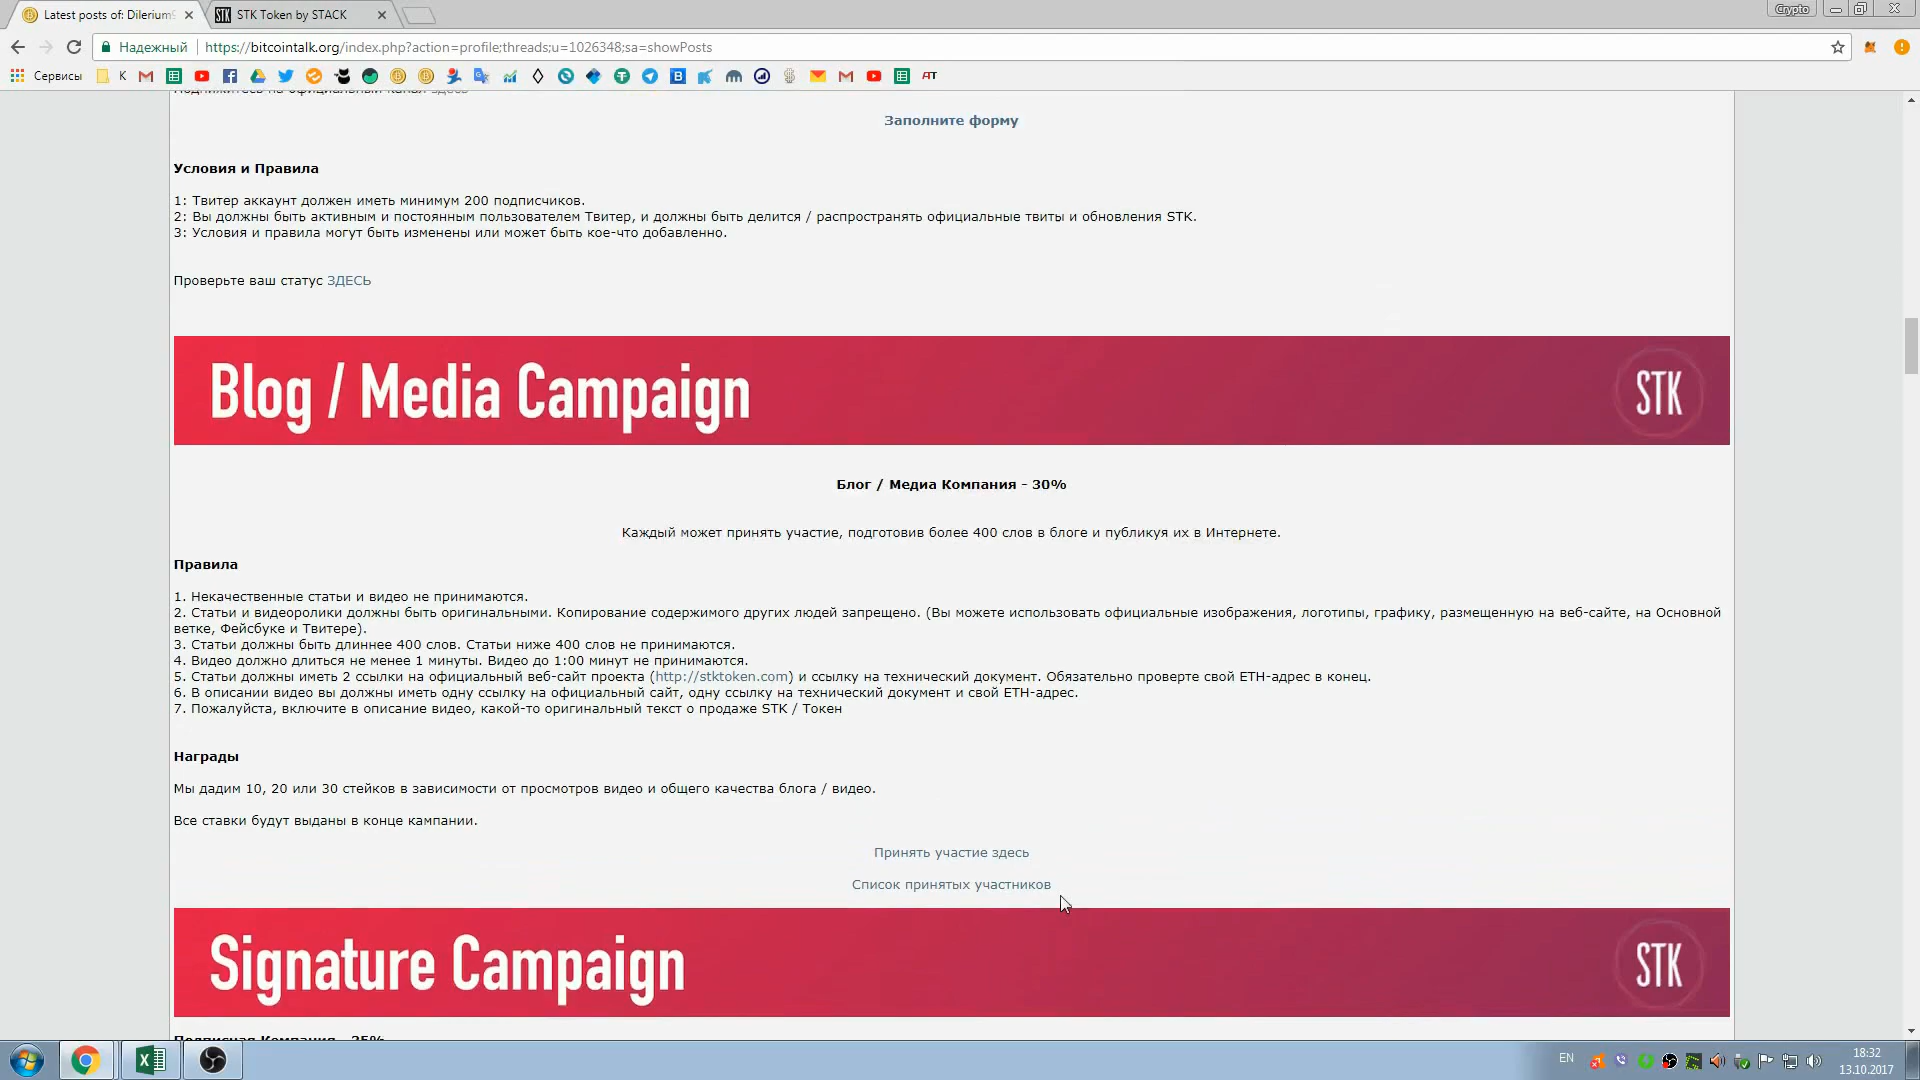 Latest posts of: Dilerium
STK Token by STACK
Crypto
Надежный
https://bitcointalk.org/index.php?action=profile;threads;u=1026348;sa=showPosts
Сервисы
K
Подпишитесь на официальный канал здесь
Заполните форму
Условия и Правила
1: Твитер аккаунт должен иметь минимум 200 подписчиков.
2: Вы должны быть активным и постоянным пользователем Твитер, и должны быть делится / распространять официальные твиты и обновления STK.
3: Условия и правила могут быть изменены или может быть кое-что добавленно.
Проверьте ваш статус ЗДЕСЬ
Blog / Media Campaign
STK
Блог / Медиа Компания - 30%
Каждый может принять участие, подготовив более 400 слов в блоге и публикуя их в Интернете.
Правила
1. Некачественные статьи и видео не принимаются.
2. Статьи и видеоролики должны быть оригинальными. Копирование содержимого других людей запрещено. (Вы можете использовать официальные изображения, логотипы, графику, размещенную на веб-сайте, на Основной
ветке, Фейсбуке и Твитере).
3. Статьи должны быть длиннее 400 слов. Статьи ниже 400 слов не принимаются.
4. Видео должно длиться не менее 1 минуты. Видео до 1:00 минут не принимаются.
5. Статьи должны иметь 2 ссылки на официальный веб-сайт проекта (http://stktoken.com) и ссылку на технический документ. Обязательно проверте свой ETH-адрес в конец.
6. В описании видео вы должны иметь одну ссылку на официальный сайт, одну ссылку на технический документ и свой ETH-адрес.
7. Пожалуйста, включите в описание видео, какой-то оригинальный текст о продаже STK / Токен
Награды
Мы дадим 10, 20 или 30 стейков в зависимости от просмотров видео и общего качества блога / видео.
Все ставки будут выданы в конце кампании.
Принять участие здесь
Список принятых участников
Signature Campaign
STK
Подписная Компания - 25%
EN
18:32
13.10.2017